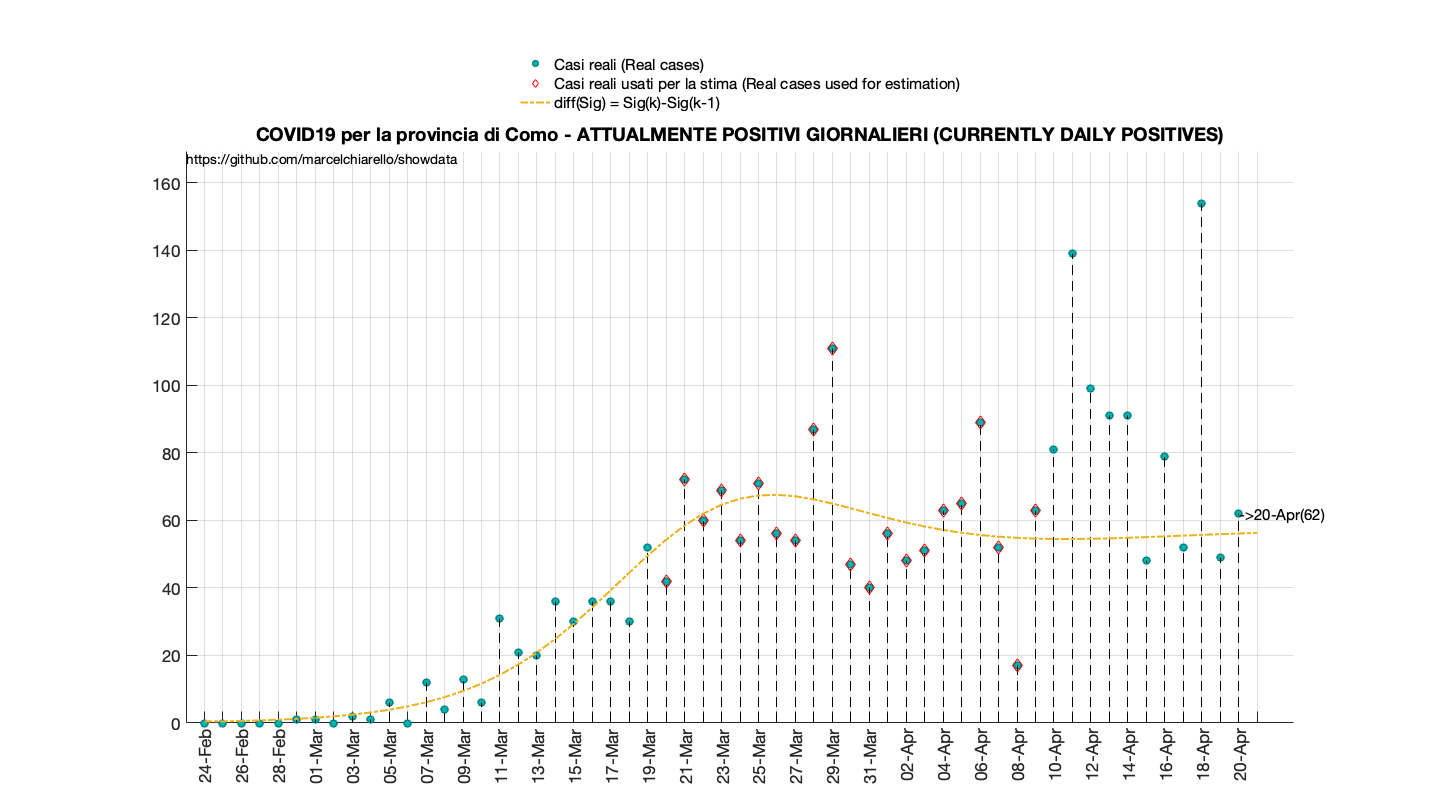 Casi reali (Real cases)
Casi reali usati per la stima (Real cases used for estimation)
diff(Sig) = Sig(k)-Sig(k-1)
COVID19 per la provincia di Como - ATTUALMENTE POSITIVI GIORNALIERI (CURRENTLY DAILY POSITIVES)
https://github.com/marcelchiarello/showdata
160
140
120
100
80
60
40
20
0
->20-Apr(62)
24-Feb
26-Feb
28-Feb
01-Mar
03-Mar
05-Mar
07-Mar
09-Mar
11-Mar
13-Mar
15-Mar
17-Mar
19-Mar
21-Mar
23-Mar
25-Mar
27-Mar
29-Mar
31-Mar
02-Apr
04-Apr
06-Apr
08-Apr
10-Apr
12-Apr
14-Apr
16-Apr
18-Apr
20-Apr